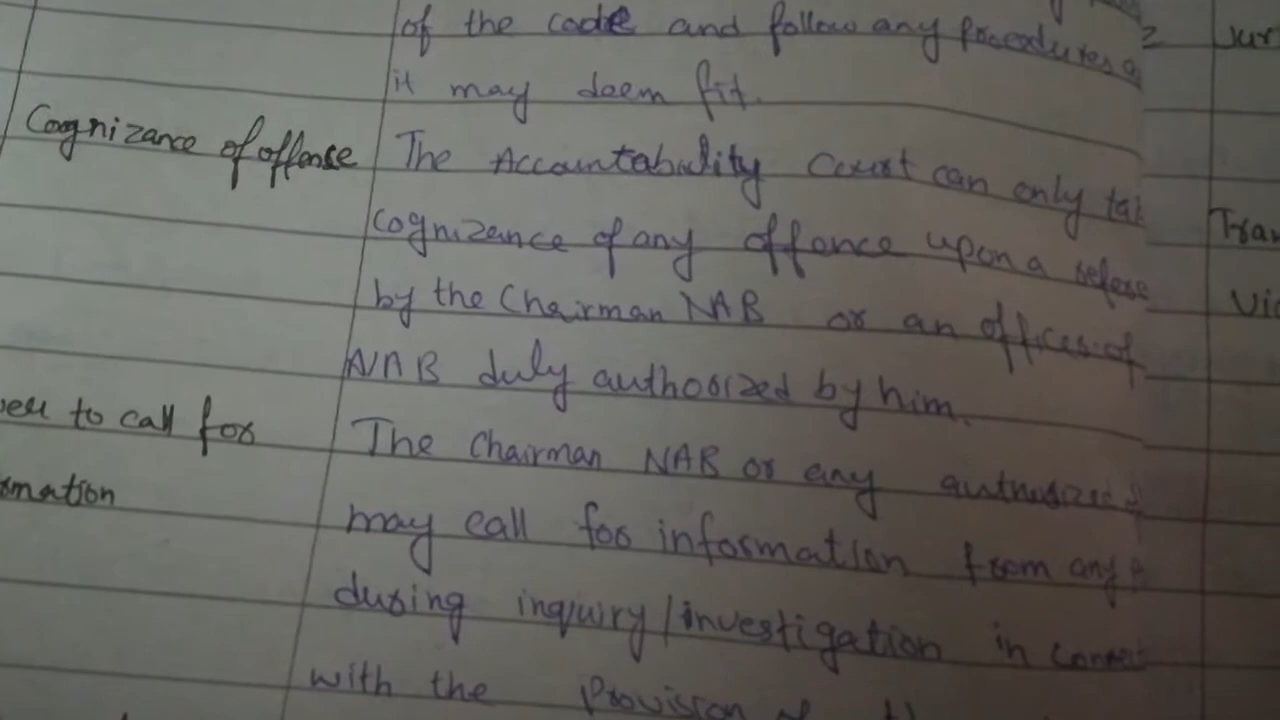 of the code and follow any procedures
it may deem fit.
Cognizance of offense The Accountability Court can only
Cognizance of any offence upon a
by the Chairman NAB or an officer of
NAB duly authorized by him.
to call for The Chairman NAB or any authorized
may call for information from any
during inquiry/investigation in
with the Provision